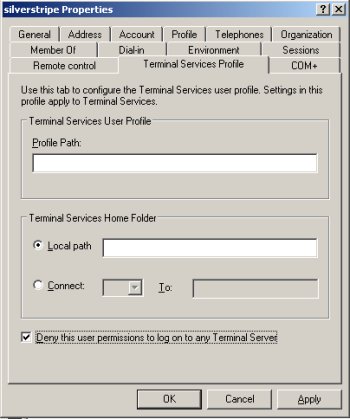 silverstripe Properties
General Address Account Profile Telephones Organization
Member Of Dial-in Environment Sessions
Remote control Terminal Services Profile COM+
Use this tab to configure the Terminal Services user profile. Settings in this
profile apply to Terminal Services.
Terminal Services User Profile
Profile Path:
Terminal Services Home Folder
Local path
Connect: To:
Deny this user permissions to log on to any Terminal Server
OK Cancel Apply